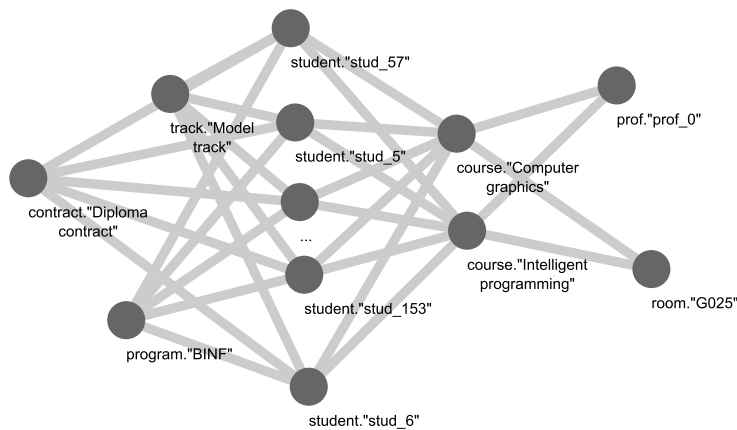 student."stud_57"
prof."prof_0"
track."Model
track"
student."stud_5"
course."Computer
graphics"
contract."Diploma
contract"
...
course."Intelligent
programming"
room."G025"
student."stud_153"
program."BINF"
student."stud_6"